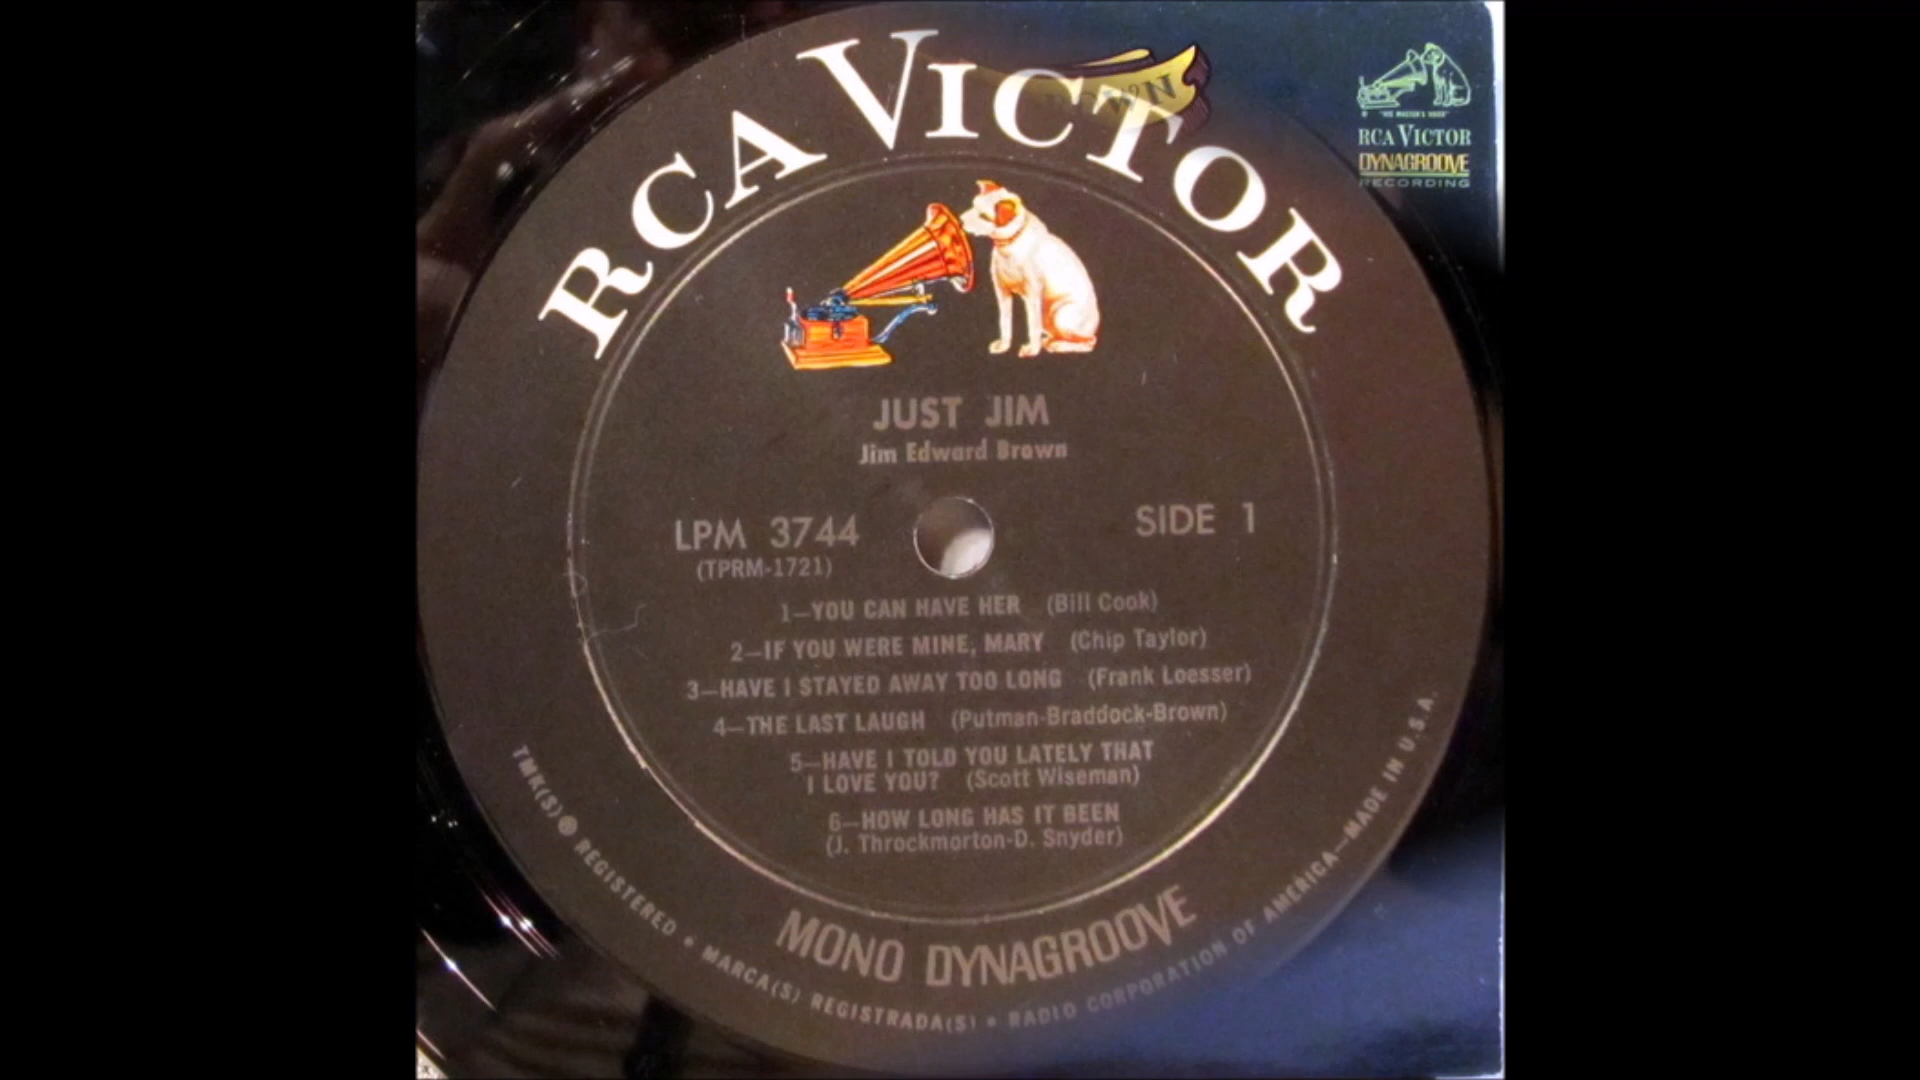 RCA VICTOR
"HIS MASTER'S VOICE"
RCA VICTOR
DYNAGROOVE
RECORDING
JUST JIM
Jim Edward Brown
LPM 3744
SIDE 1
(TPRM-1721)
1—YOU CAN HAVE HER (Bill Cook)
2—IF YOU WERE MINE, MARY (Chip Taylor)
3—HAVE I STAYED AWAY TOO LONG (Frank Loesser)
4—THE LAST LAUGH (Putman-Braddock-Brown)
5—HAVE I TOLD YOU LATELY THAT
I LOVE YOU? (Scott Wiseman)
6—HOW LONG HAS IT BEEN
(J. Throckmorton-D. Snyder)
MONO DYNAGROOVE
TMK(S) ® REGISTERED • MARCA(S) REGISTRADA(S) • RADIO CORPORATION OF AMERICA—MADE IN U.S.A.